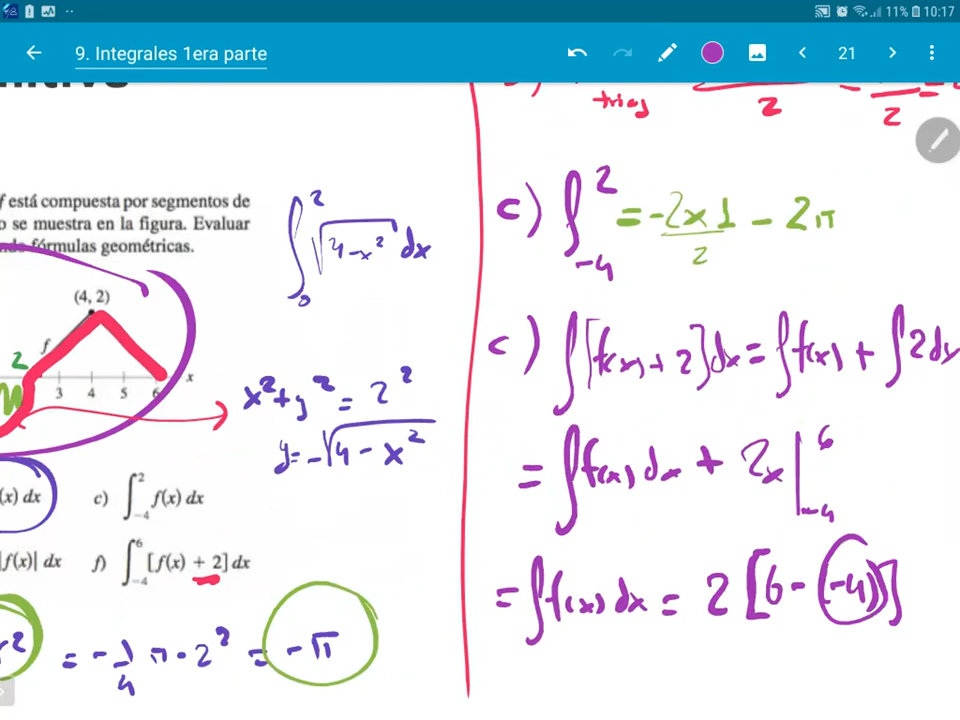 11% 10:17
9. Integrales 1era parte
21
f está compuesta por segmentos de
o se muestra en la figura. Evaluar
fórmulas geométricas.
(4, 2)
f
2
3 4 5 6 x
(x) dx c) ∫_{-4}^{2} f(x) dx
|f(x)| dx f) ∫_{-4}^{6} [f(x) + 2] dx
r² = -1/4 π · 2² = -π
∫_0^2 √(4-x²) dx
x² + y² = 2²
y = -√(4 - x²)
trig
2
= 2 =
c) ∫_{-4}^{2} = -2x1/2 - 2π
c) ∫[f(x) + 2]dx = ∫f(x) + ∫2dx
= ∫f(x) dx + 2x |_{-4}^{6}
= ∫f(x) dx = 2 [6 - (-4)]